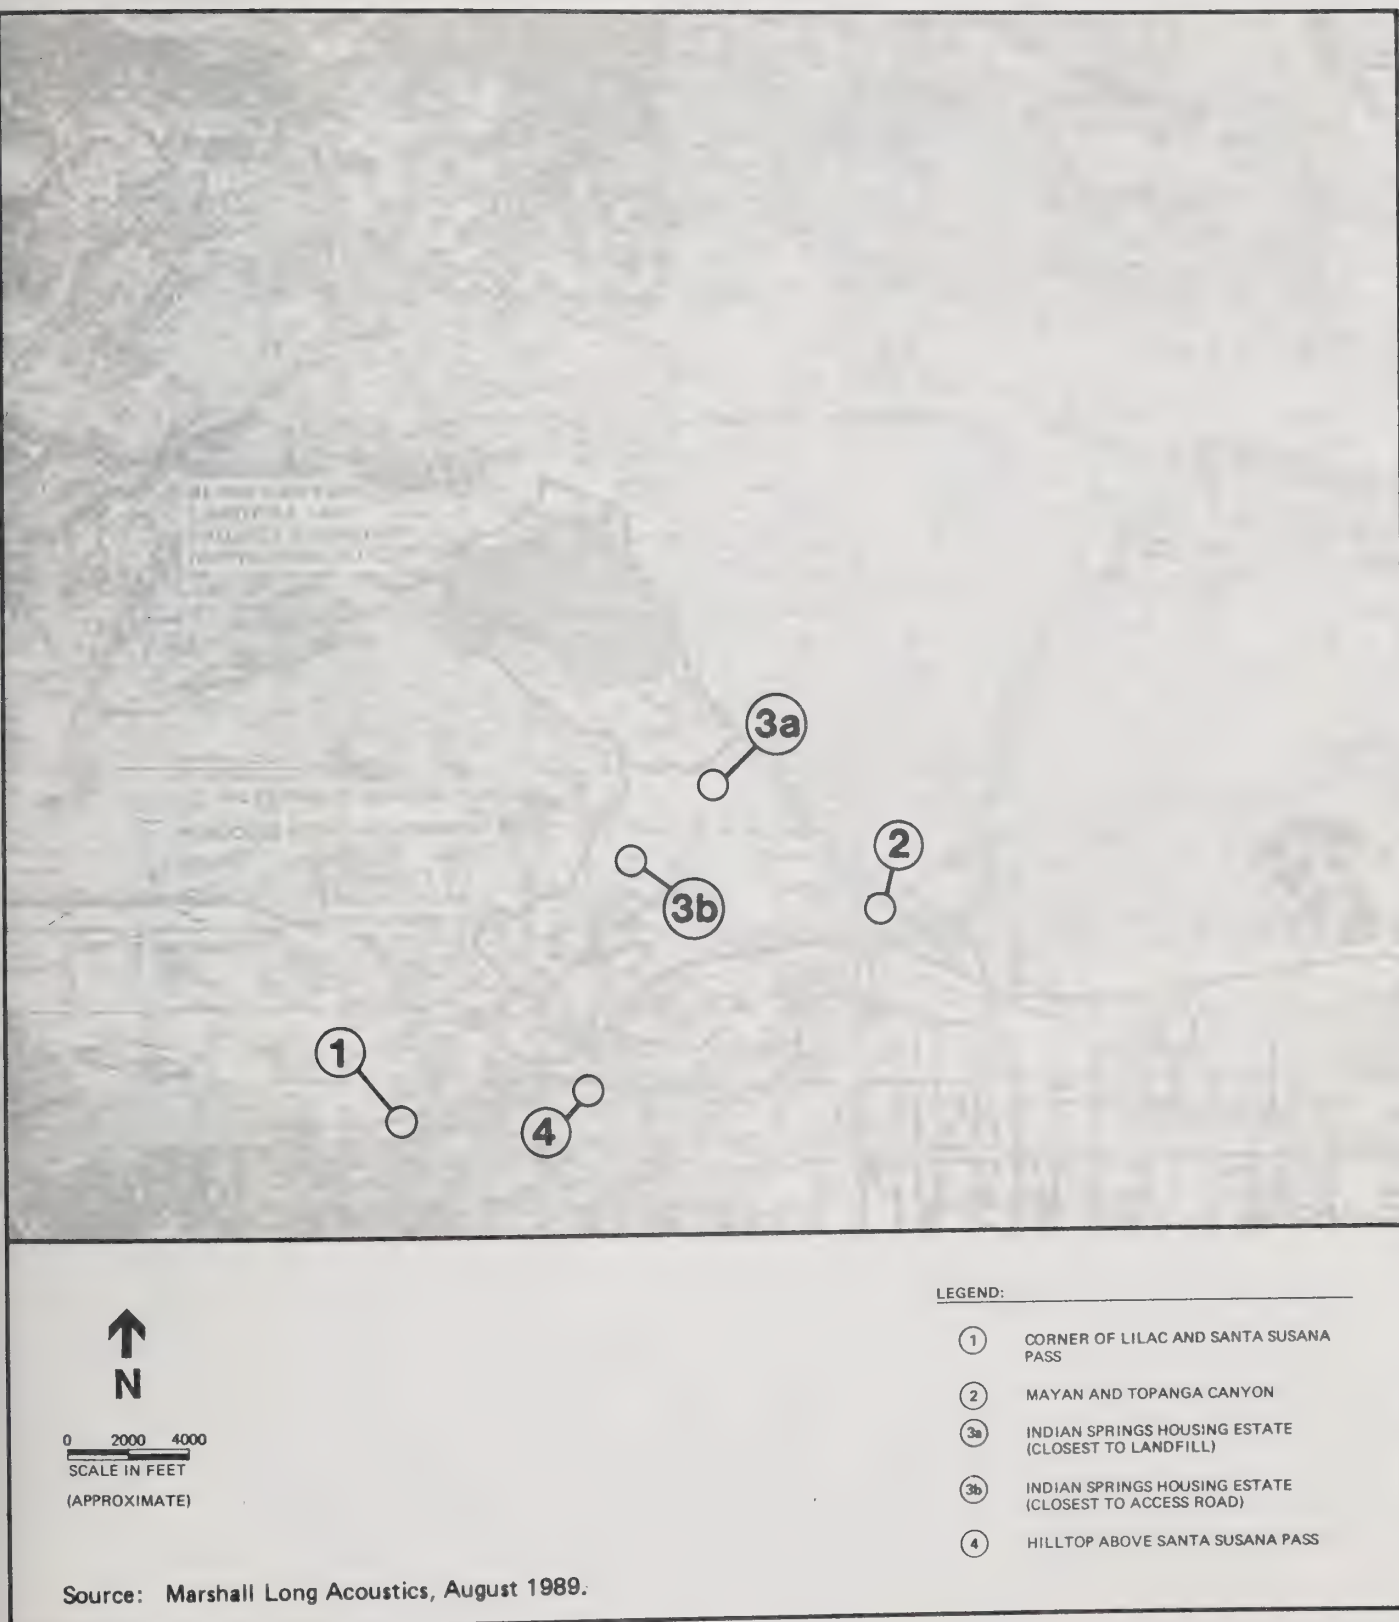 3a
2
3b
1
4
N
0 2000 4000
SCALE IN FEET
(APPROXIMATE)
LEGEND:
1 CORNER OF LILAC AND SANTA SUSANA
PASS
2 MAYAN AND TOPANGA CANYON
3a INDIAN SPRINGS HOUSING ESTATE
(CLOSEST TO LANDFILL)
3b INDIAN SPRINGS HOUSING ESTATE
(CLOSEST TO ACCESS ROAD)
4 HILLTOP ABOVE SANTA SUSANA PASS
Source: Marshall Long Acoustics, August 1989.